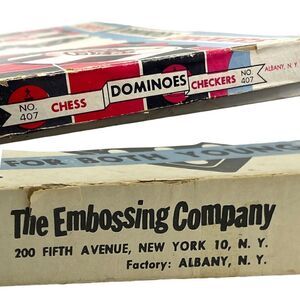 NO. 407 CHESS DOMINOES CHECKERS NO. 407 ALBANY, N. Y.
FOR BOTH YOUNG
The Embossing Company
200 FIFTH AVENUE, NEW YORK 10, N. Y.
Factory: ALBANY, N. Y.